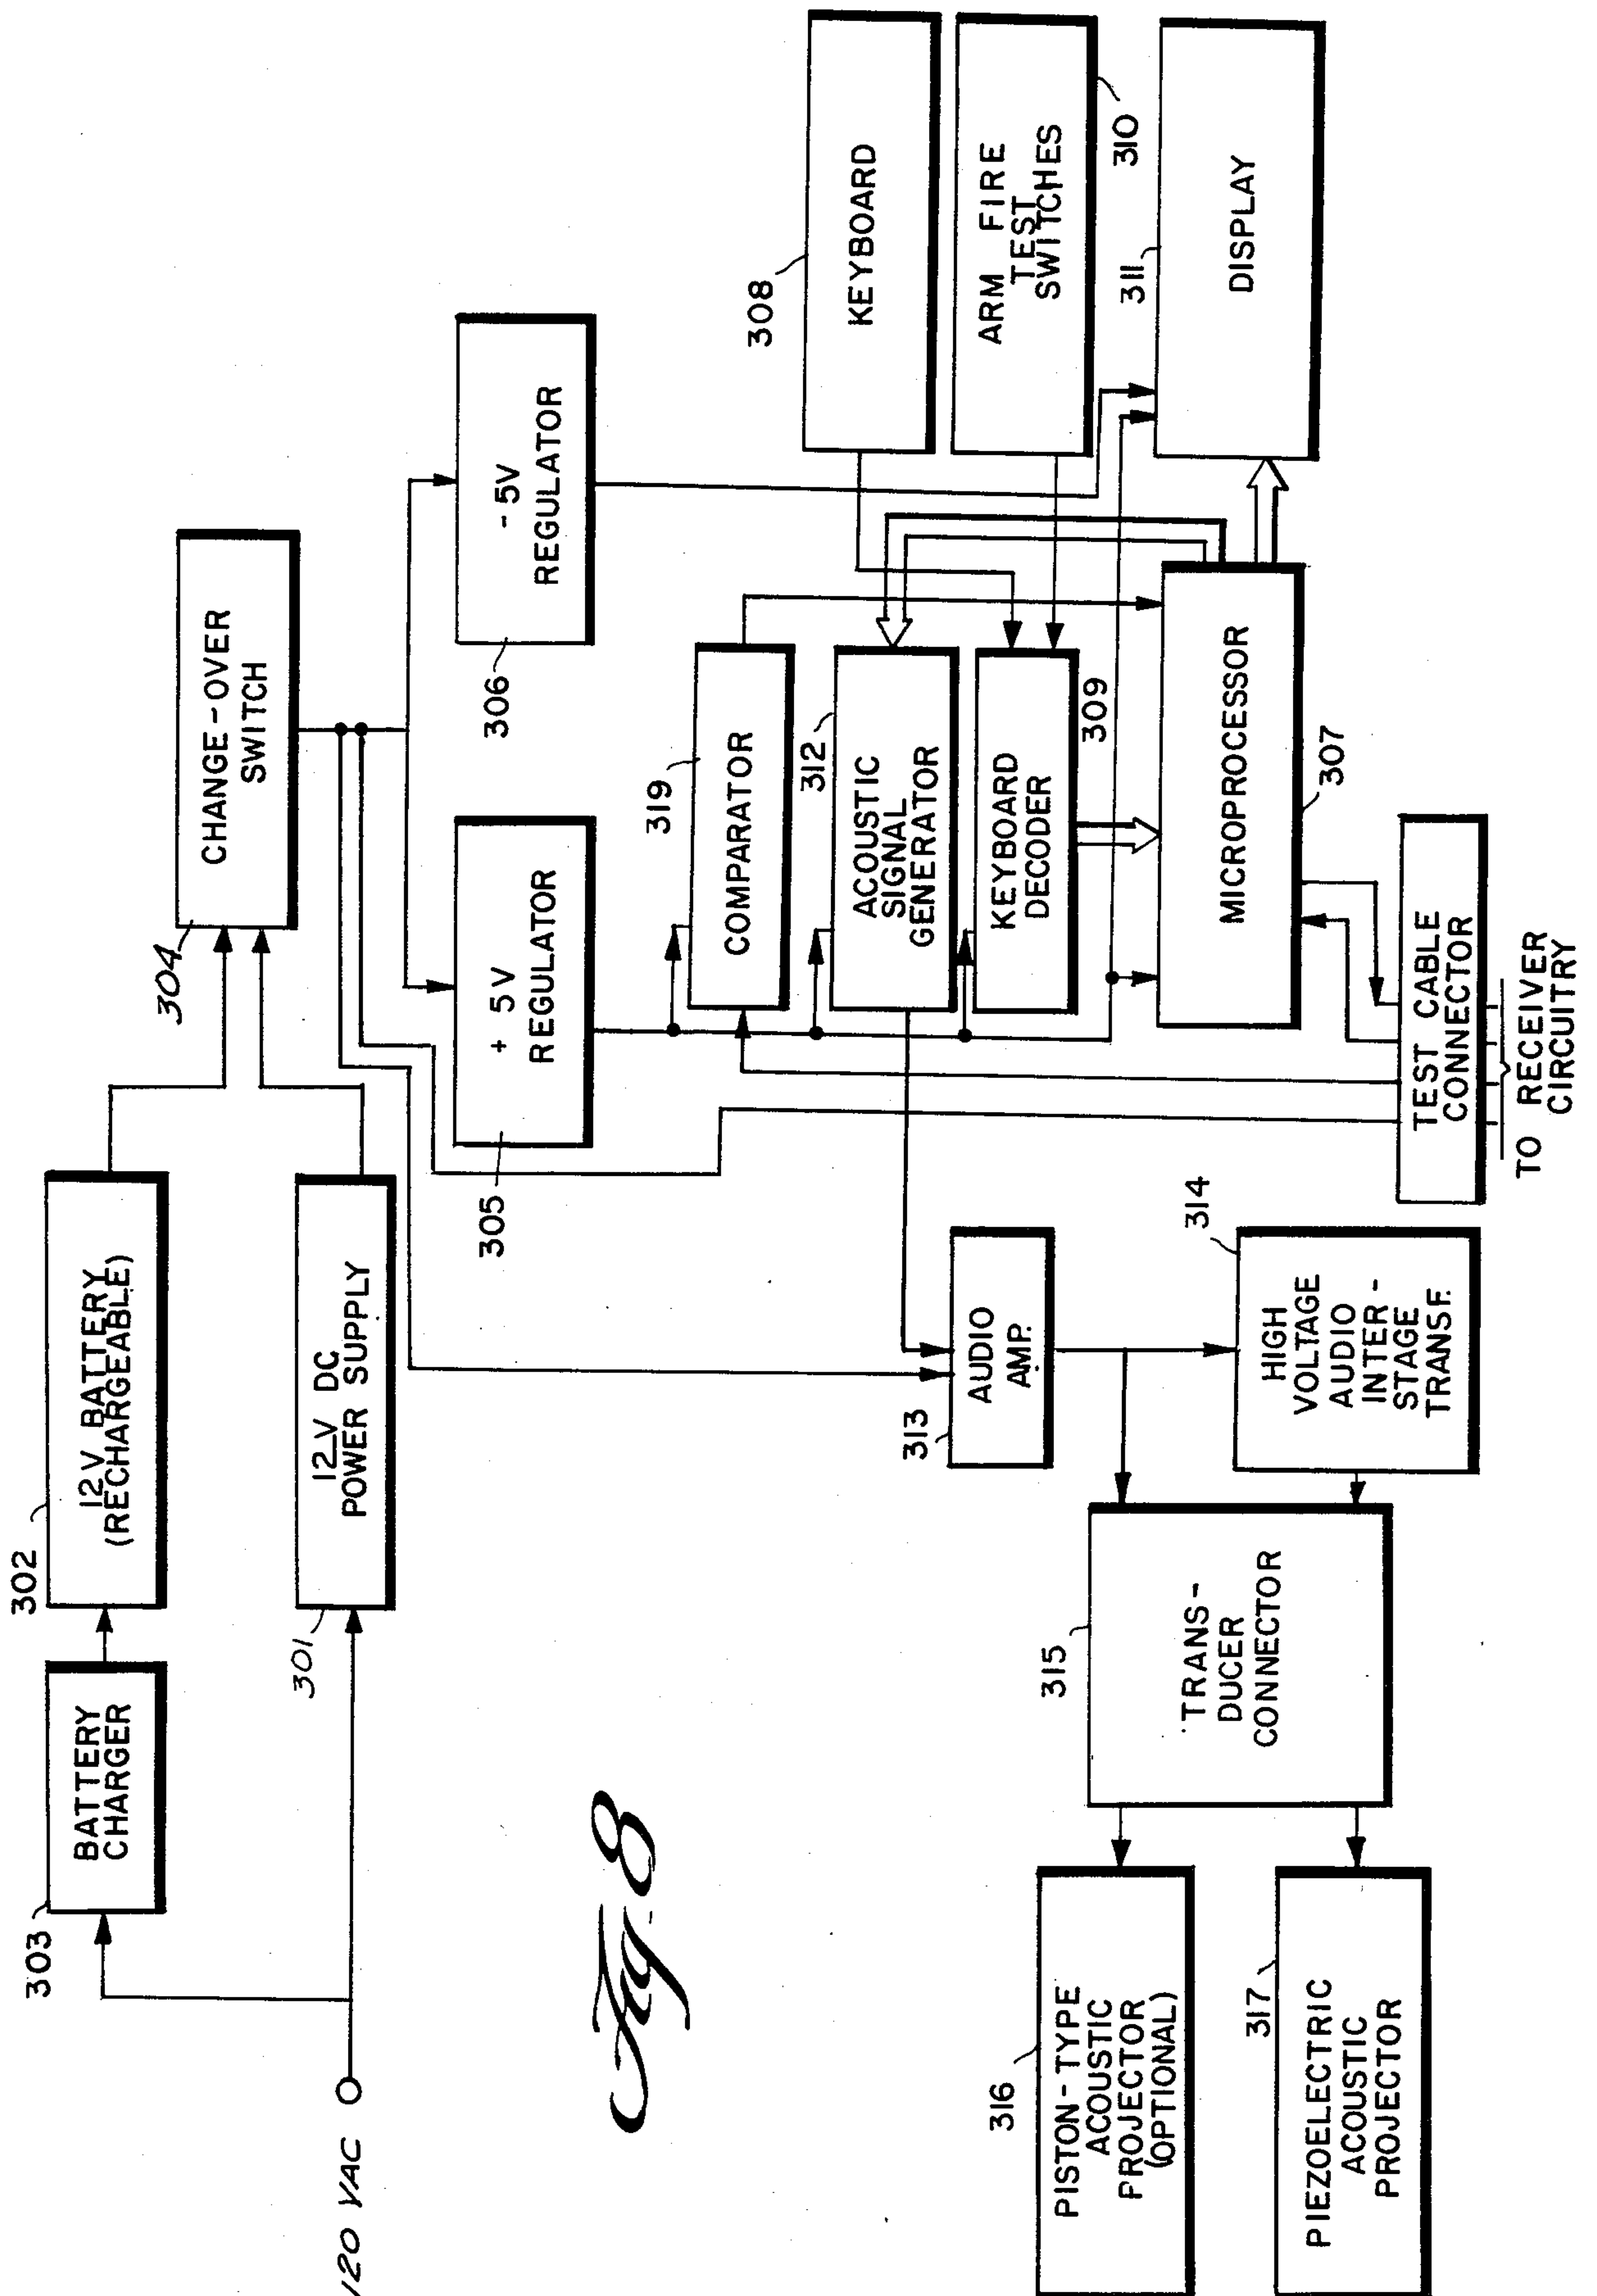 120 VAC
303
BATTERY
CHARGER
302
12V BATTERY
(RECHARGEABLE)
301
12V DC
POWER SUPPLY
304
CHANGE-OVER
SWITCH
305
+ 5V
REGULATOR
306
- 5V
REGULATOR
319
COMPARATOR
312
ACOUSTIC
SIGNAL
GENERATOR
KEYBOARD
DECODER
309
308
KEYBOARD
ARM FIRE
TEST
SWITCHES
310
311
DISPLAY
MICROPROCESSOR
307
TEST CABLE
CONNECTOR
TO RECEIVER
CIRCUITRY
313
AUDIO
AMP.
314
HIGH
VOLTAGE
AUDIO
INTER-
STAGE
TRANSF.
315
TRANS-
DUCER
CONNECTOR
316
PISTON-TYPE
ACOUSTIC
PROJECTOR
(OPTIONAL)
317
PIEZOELECTRIC
ACOUSTIC
PROJECTOR
Fig. 8